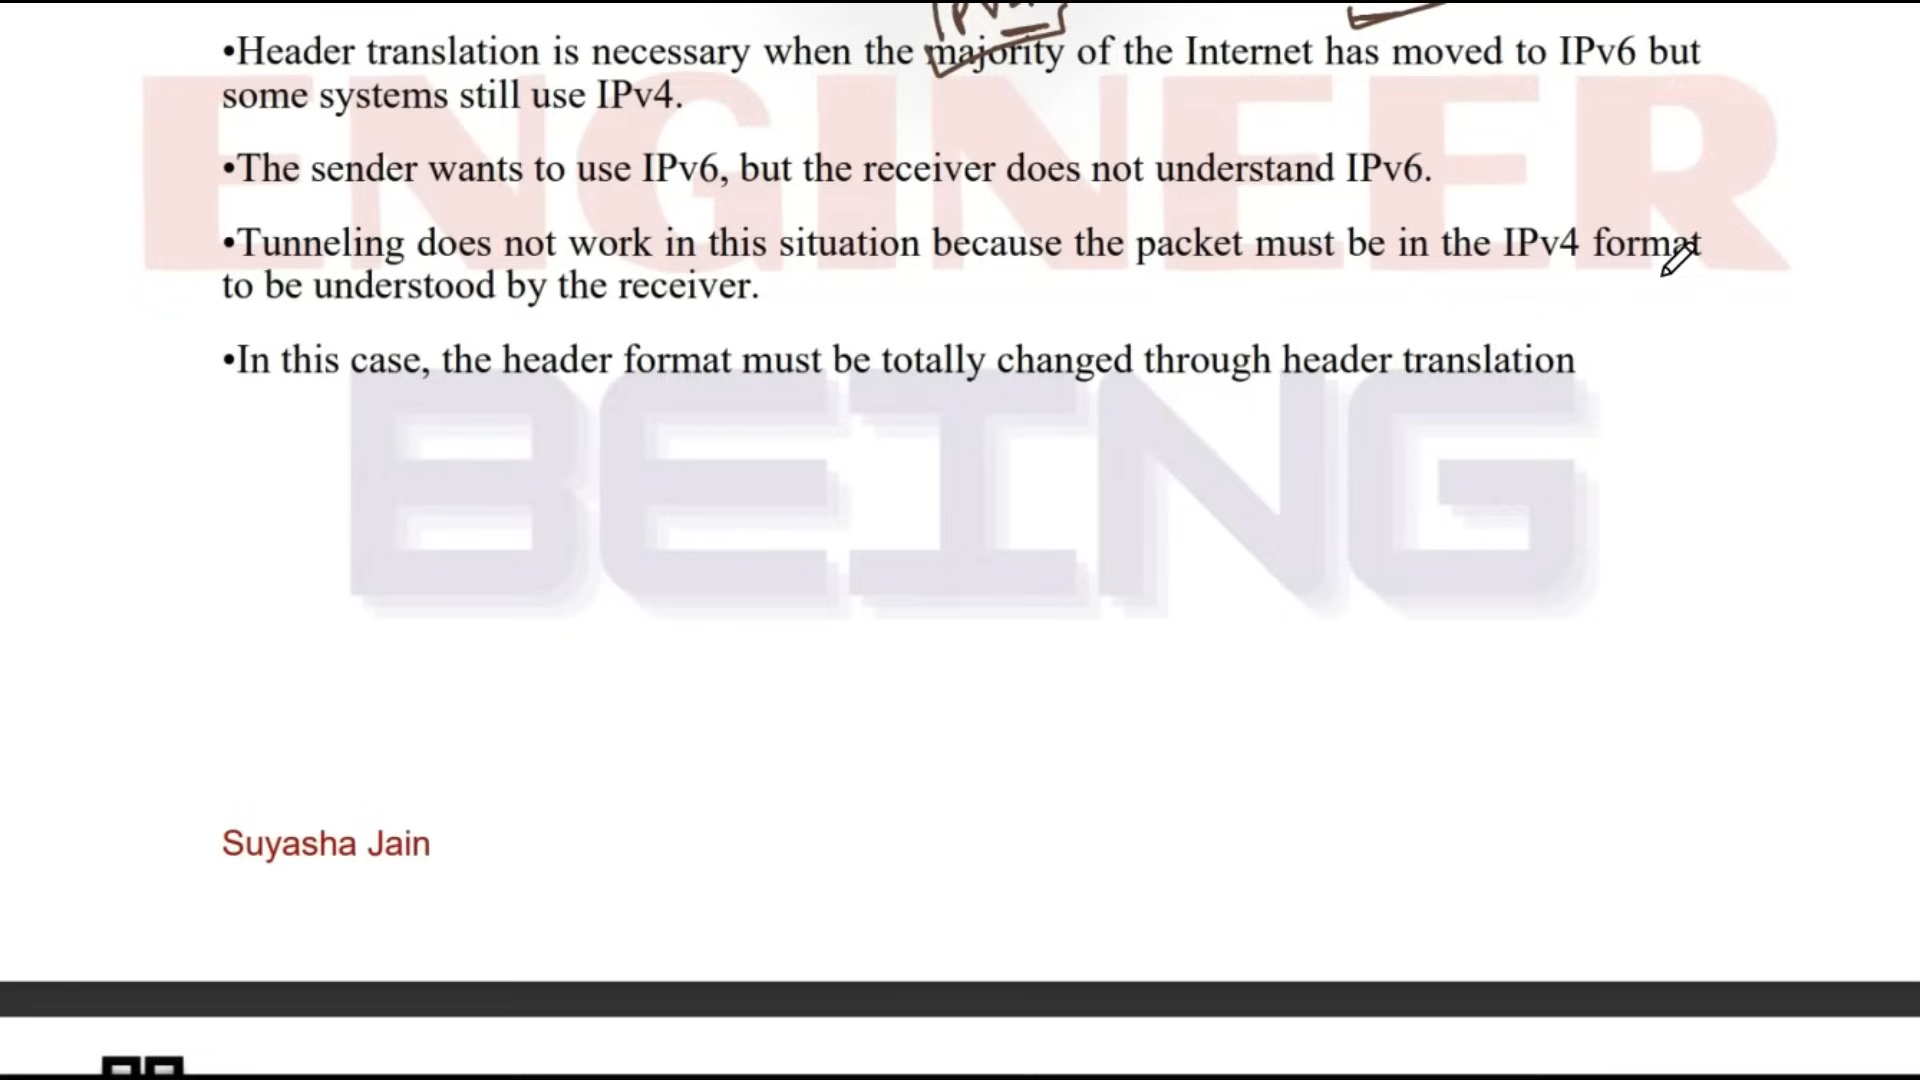 •Header translation is necessary when the majority of the Internet has moved to IPv6 but
some systems still use IPv4.
•The sender wants to use IPv6, but the receiver does not understand IPv6.
•Tunneling does not work in this situation because the packet must be in the IPv4 format
to be understood by the receiver.
•In this case, the header format must be totally changed through header translation
ENGINEER
BEING
Suyasha Jain